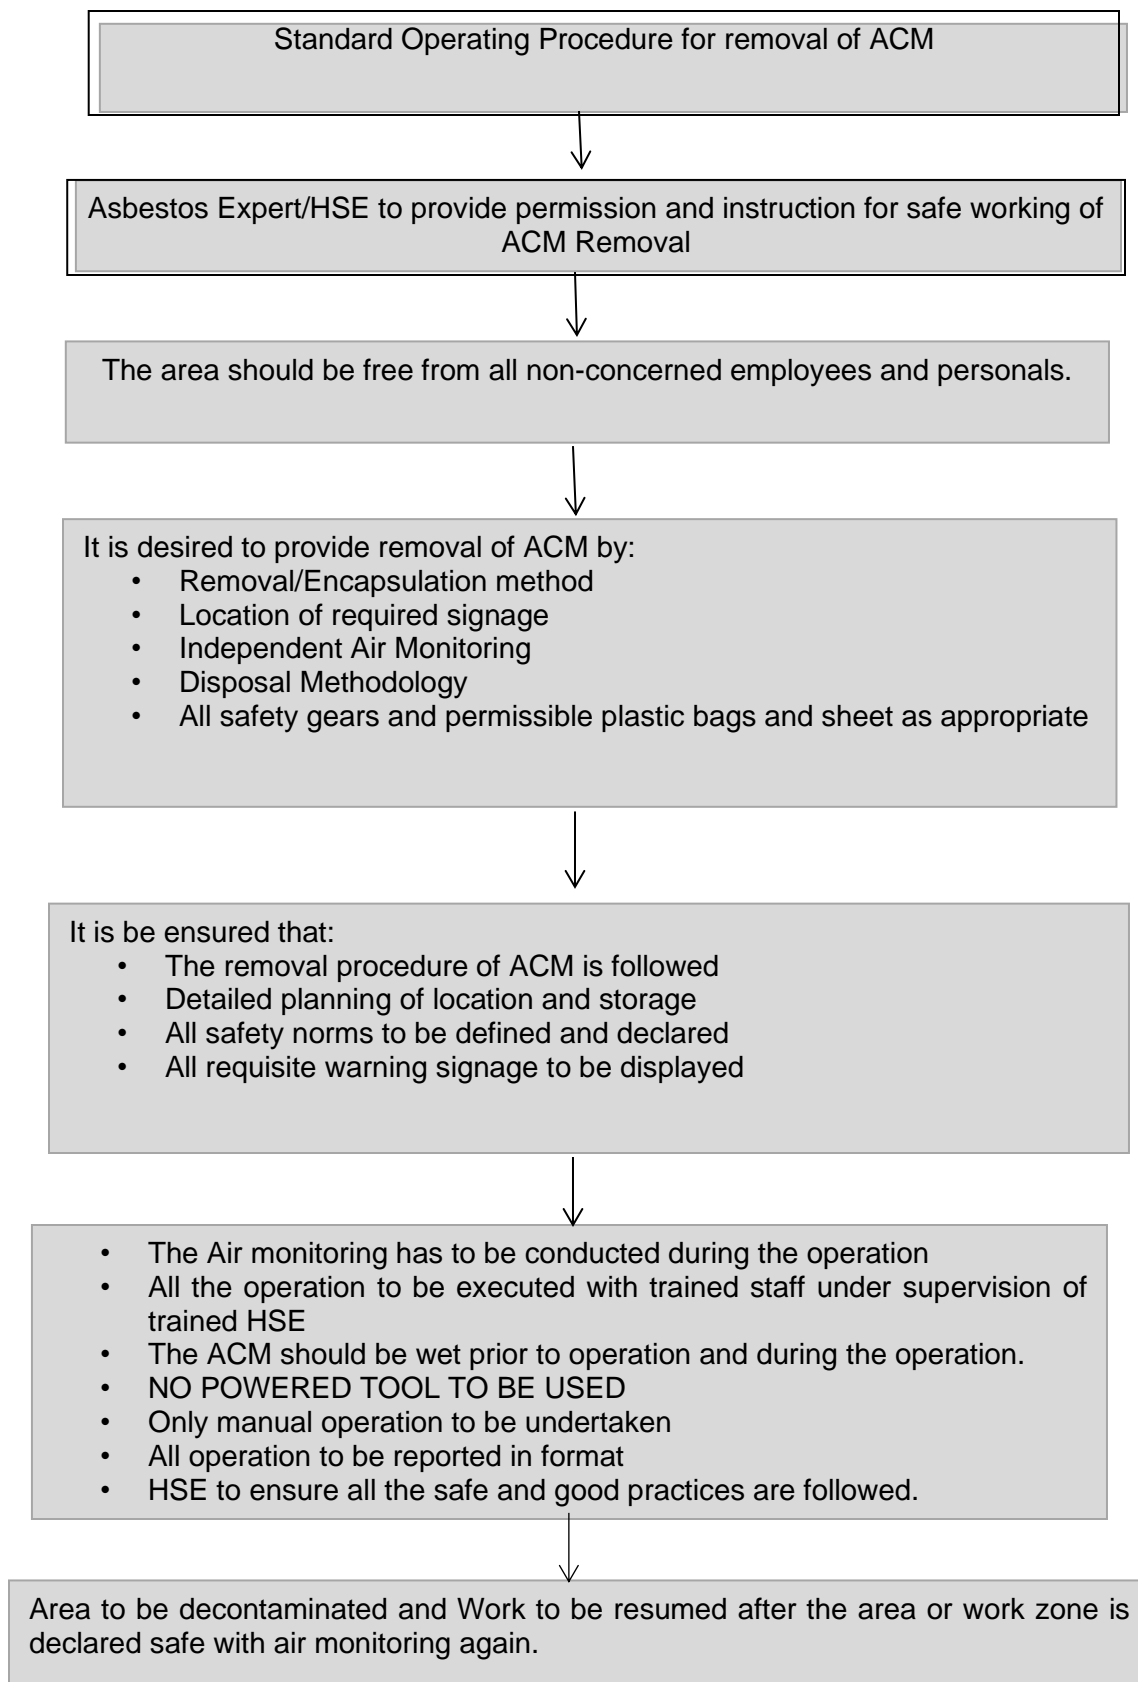 Standard Operating Procedure for removal of ACM
Asbestos Expert/HSE to provide permission and instruction for safe working of
ACM Removal
The area should be free from all non-concerned employees and personals.
It is desired to provide removal of ACM by:
• Removal/Encapsulation method
• Location of required signage
• Independent Air Monitoring
• Disposal Methodology
• All safety gears and permissible plastic bags and sheet as appropriate
It is be ensured that:
• The removal procedure of ACM is followed
• Detailed planning of location and storage
• All safety norms to be defined and declared
• All requisite warning signage to be displayed
• The Air monitoring has to be conducted during the operation
• All the operation to be executed with trained staff under supervision of
trained HSE
• The ACM should be wet prior to operation and during the operation.
• NO POWERED TOOL TO BE USED
• Only manual operation to be undertaken
• All operation to be reported in format
• HSE to ensure all the safe and good practices are followed.
Area to be decontaminated and Work to be resumed after the area or work zone is
declared safe with air monitoring again.